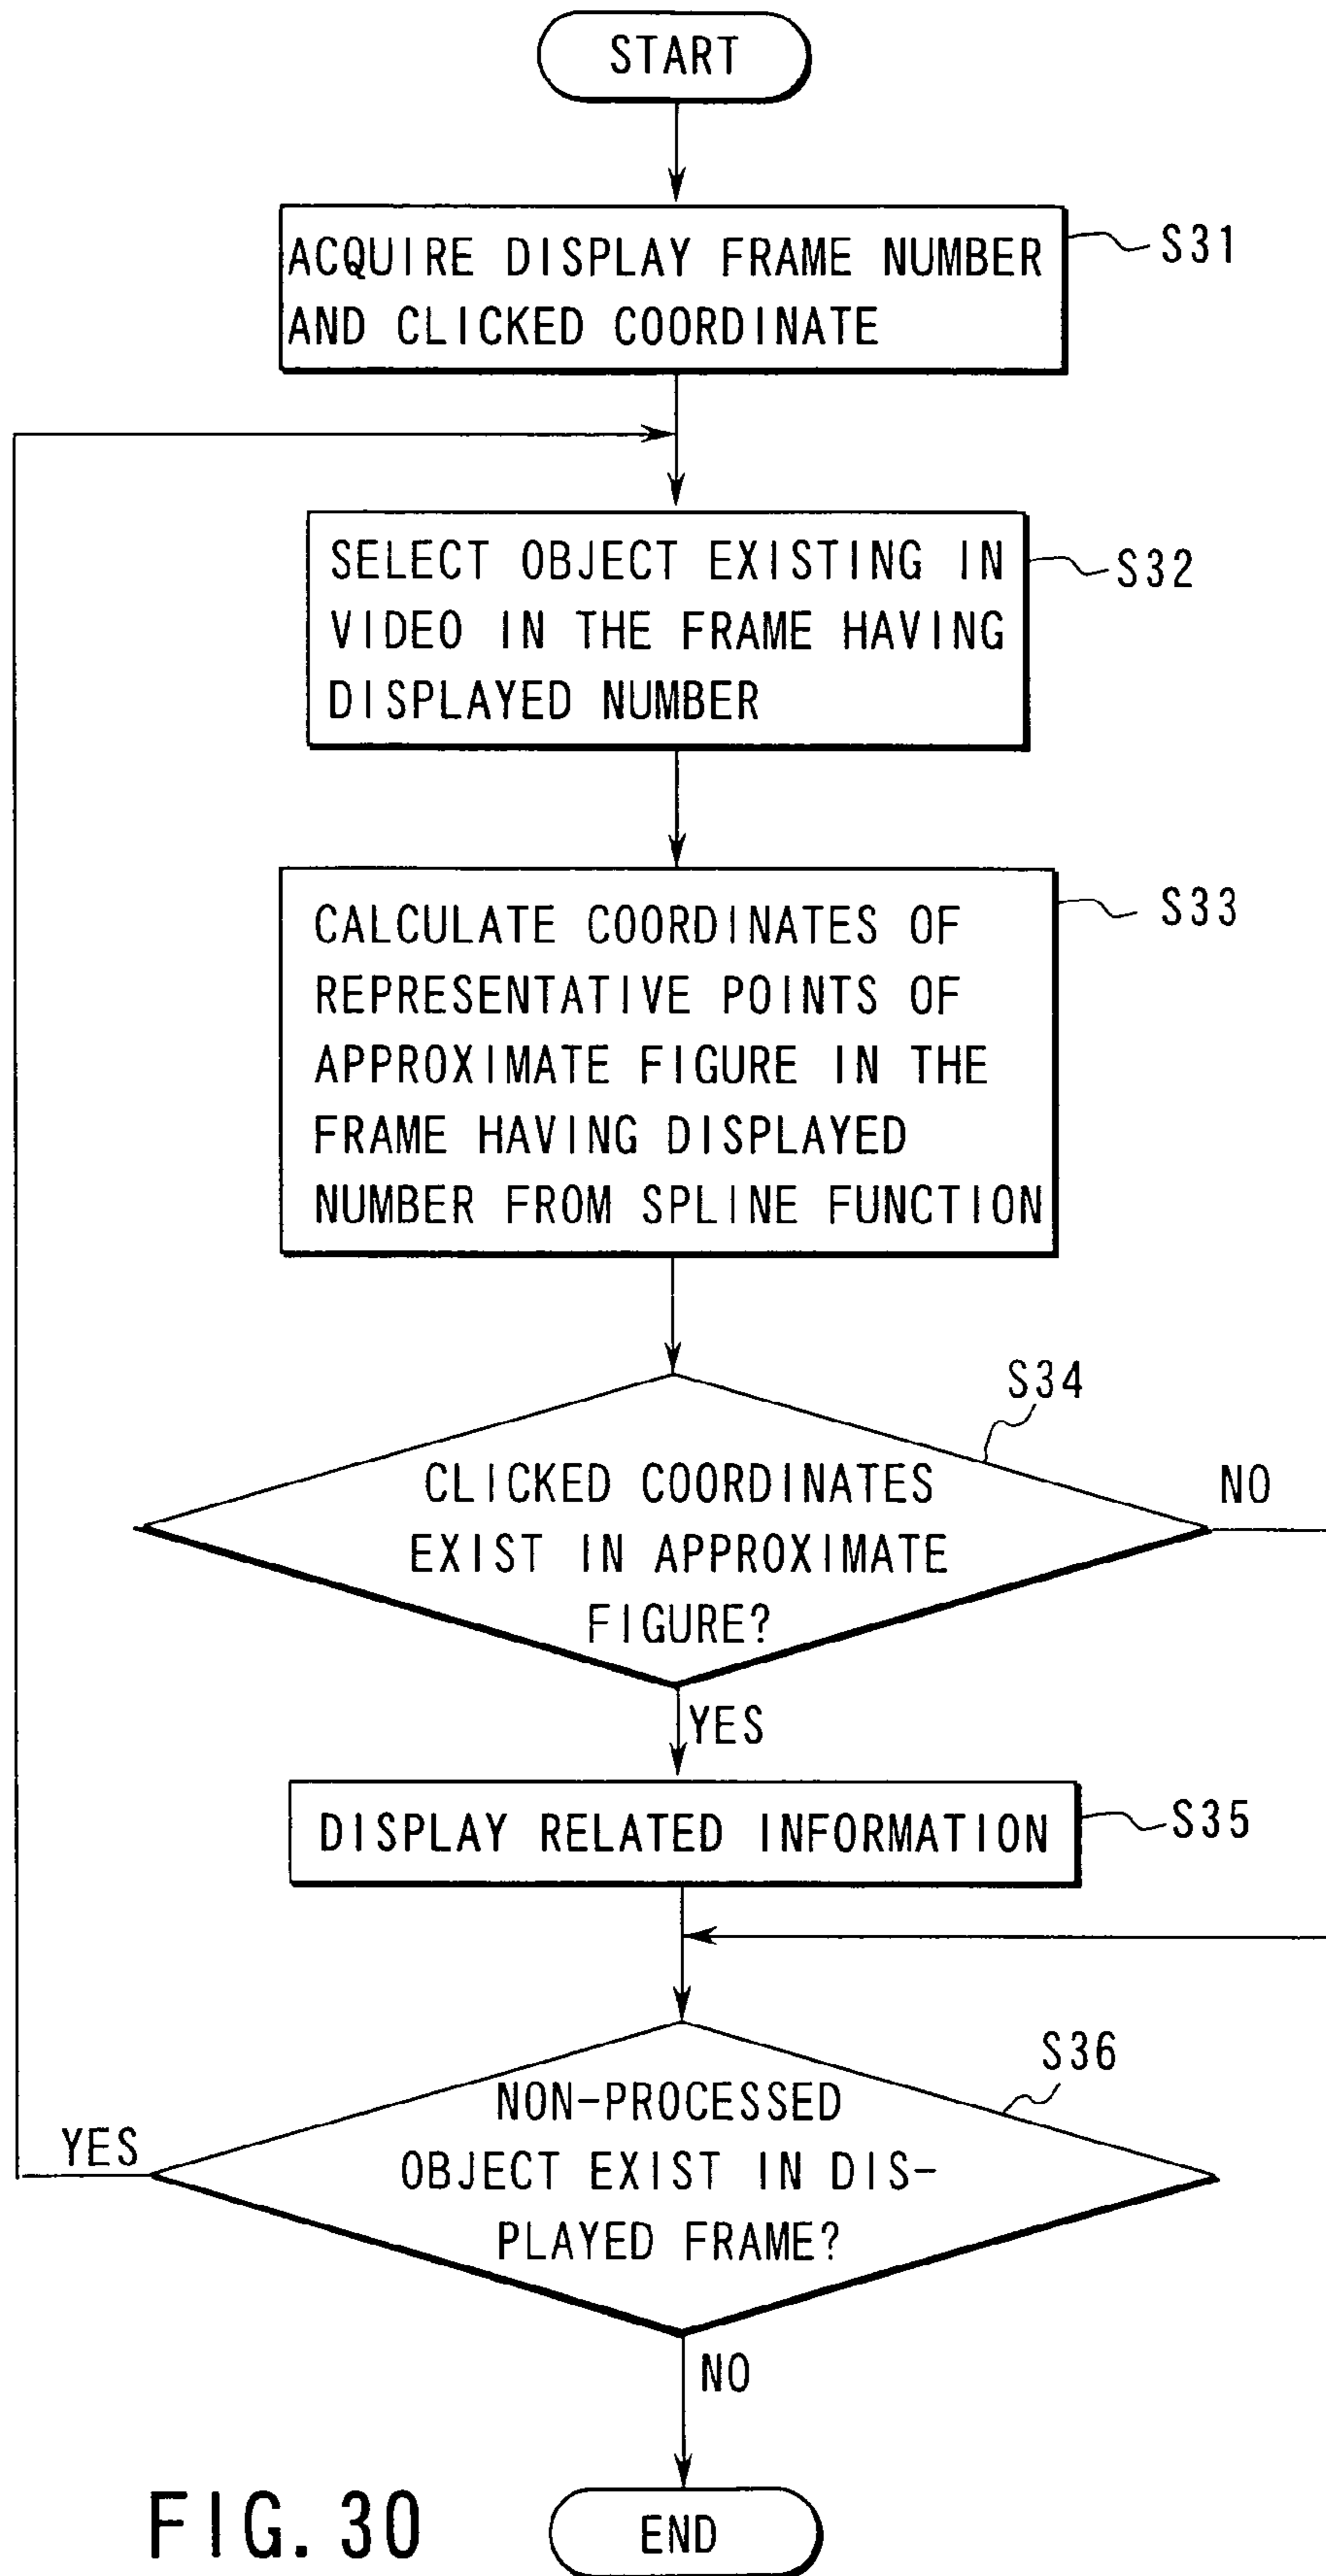 START
ACQUIRE DISPLAY FRAME NUMBER
AND CLICKED COORDINATE
S31
SELECT OBJECT EXISTING IN
VIDEO IN THE FRAME HAVING
DISPLAYED NUMBER
S32
CALCULATE COORDINATES OF
REPRESENTATIVE POINTS OF
APPROXIMATE FIGURE IN THE
FRAME HAVING DISPLAYED
NUMBER FROM SPLINE FUNCTION
S33
S34
CLICKED COORDINATES
EXIST IN APPROXIMATE
FIGURE?
NO
YES
DISPLAY RELATED INFORMATION
S35
S36
NON-PROCESSED
OBJECT EXIST IN DIS-
PLAYED FRAME?
YES
NO
END
FIG. 30